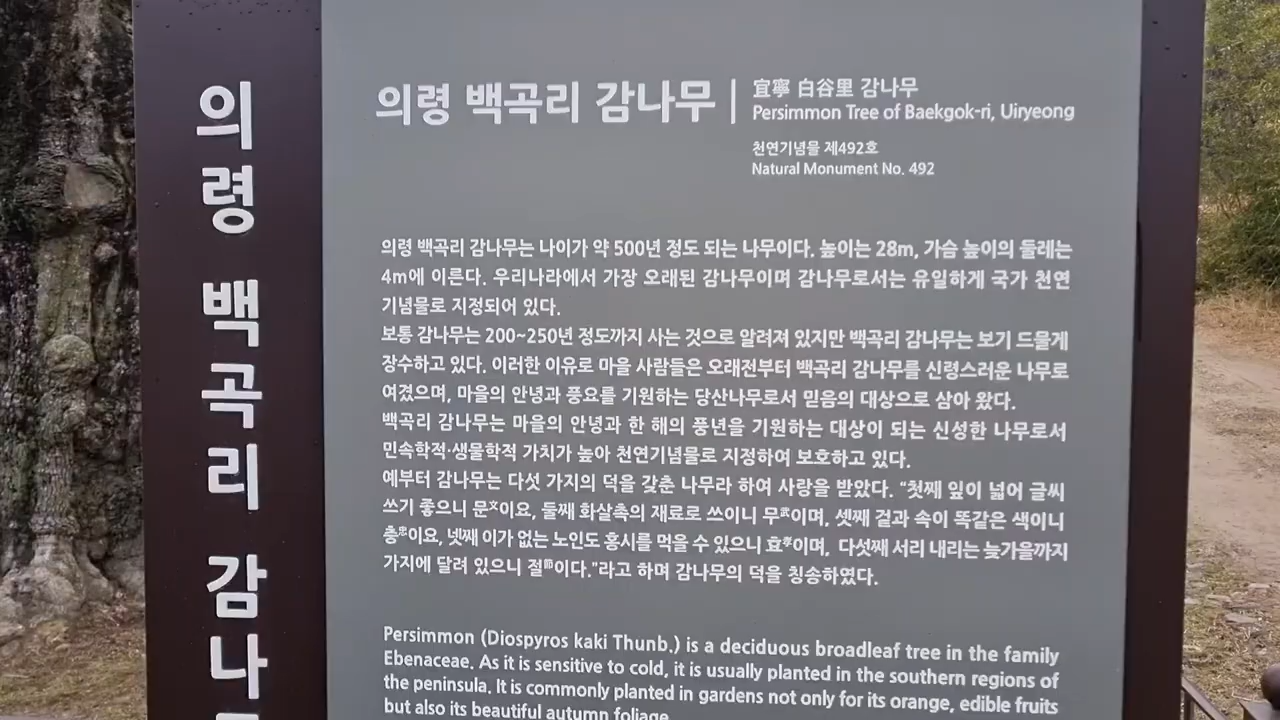 의령 백곡리 감나
의령 백곡리 감나무
宜寧 白谷里 감나무
Persimmon Tree of Baekgok-ri, Uiryeong
천연기념물 제492호
Natural Monument No. 492
의령 백곡리 감나무는 나이가 약 500년 정도 되는 나무이다. 높이는 28m, 가슴 높이의 둘레는
4m에 이른다. 우리나라에서 가장 오래된 감나무이며 감나무로서는 유일하게 국가 천연
기념물로 지정되어 있다.
보통 감나무는 200~250년 정도까지 사는 것으로 알려져 있지만 백곡리 감나무는 보기 드물게
장수하고 있다. 이러한 이유로 마을 사람들은 오래전부터 백곡리 감나무를 신령스러운 나무로
여겼으며, 마을의 안녕과 풍요를 기원하는 당산나무로서 믿음의 대상으로 삼아 왔다.
백곡리 감나무는 마을의 안녕과 한 해의 풍년을 기원하는 대상이 되는 신성한 나무로서
민속학적·생물학적 가치가 높아 천연기념물로 지정하여 보호하고 있다.
예부터 감나무는 다섯 가지의 덕을 갖춘 나무라 하여 사랑을 받았다. “첫째 잎이 넓어 글씨
쓰기 좋으니 문文이요, 둘째 화살촉의 재료로 쓰이니 무武이며, 셋째 겉과 속이 똑같은 색이니
충忠이요, 넷째 이가 없는 노인도 홍시를 먹을 수 있으니 효孝이며, 다섯째 서리 내리는 늦가을까지
가지에 달려 있으니 절節이다.”라고 하며 감나무의 덕을 칭송하였다.
Persimmon (Diospyros kaki Thunb.) is a deciduous broadleaf tree in the family
Ebenaceae. As it is sensitive to cold, it is usually planted in the southern regions of
the peninsula. It is commonly planted in gardens not only for its orange, edible fruits
but also its beautiful autumn foliage.